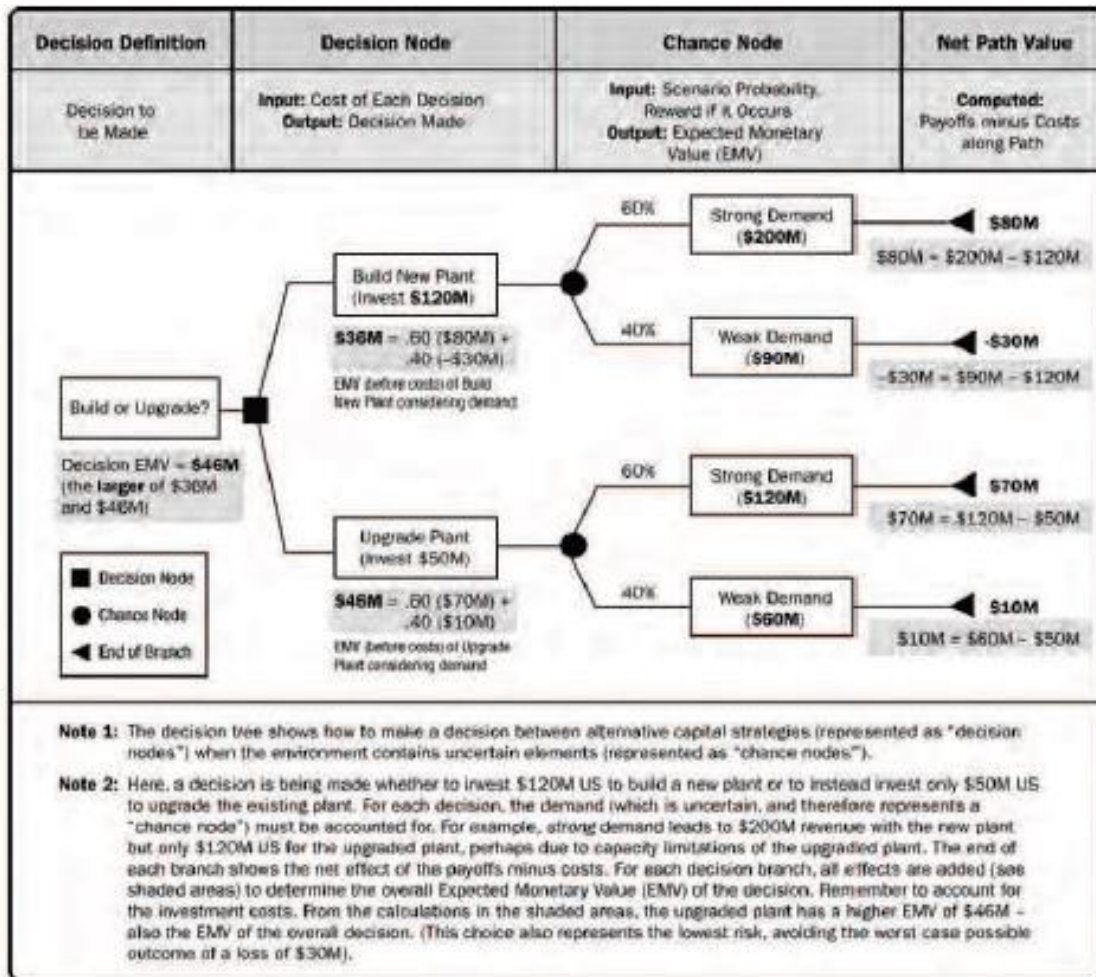 Decision Definition
Decision Node
Chance Node
Net Path Value
Decision to
be Made
Input: Cost of Each Decision
Output: Decision Made
Input: Scenario Probability,
Reward if it Occurs
Output: Expected Monetary
Value (EMV)
Computed:
Payoffs minus Costs
along Path
Build or Upgrade?
Decision EMV = $46M
(the larger of $36M
and $46M)
Build New Plant
(Invest $120M)
$36M = .60 ($80M) +
.40 (–$30M)
EMV (before costs) of Build
New Plant considering demand
60%
Strong Demand
($200M)
$80M
$80M = $200M – $120M
40%
Weak Demand
($90M)
-$30M
–$30M = $90M – $120M
Upgrade Plant
(Invest $50M)
$46M = .60 ($70M) +
.40 ($10M)
EMV (before costs) of Upgrade
Plant considering demand
60%
Strong Demand
($120M)
$70M
$70M = $120M – $50M
40%
Weak Demand
($60M)
$10M
$10M = $60M – $50M
Decision Node
Chance Node
End of Branch
Note 1: The decision tree shows how to make a decision between alternative capital strategies (represented as "decision
nodes") when the environment contains uncertain elements (represented as "chance nodes").
Note 2: Here, a decision is being made whether to invest $120M US to build a new plant or to instead invest only $50M US
to upgrade the existing plant. For each decision, the demand (which is uncertain, and therefore represents a
"chance node") must be accounted for. For example, strong demand leads to $200M revenue with the new plant
but only $120M US for the upgraded plant, perhaps due to capacity limitations of the upgraded plant. The end of
each branch shows the net effect of the payoffs minus costs. For each decision branch, all effects are added (see
shaded areas) to determine the overall Expected Monetary Value (EMV) of the decision. Remember to account for
the investment costs. From the calculations in the shaded areas, the upgraded plant has a higher EMV of $46M –
also the EMV of the overall decision. (This choice also represents the lowest risk, avoiding the worst case possible
outcome of a loss of $30M).